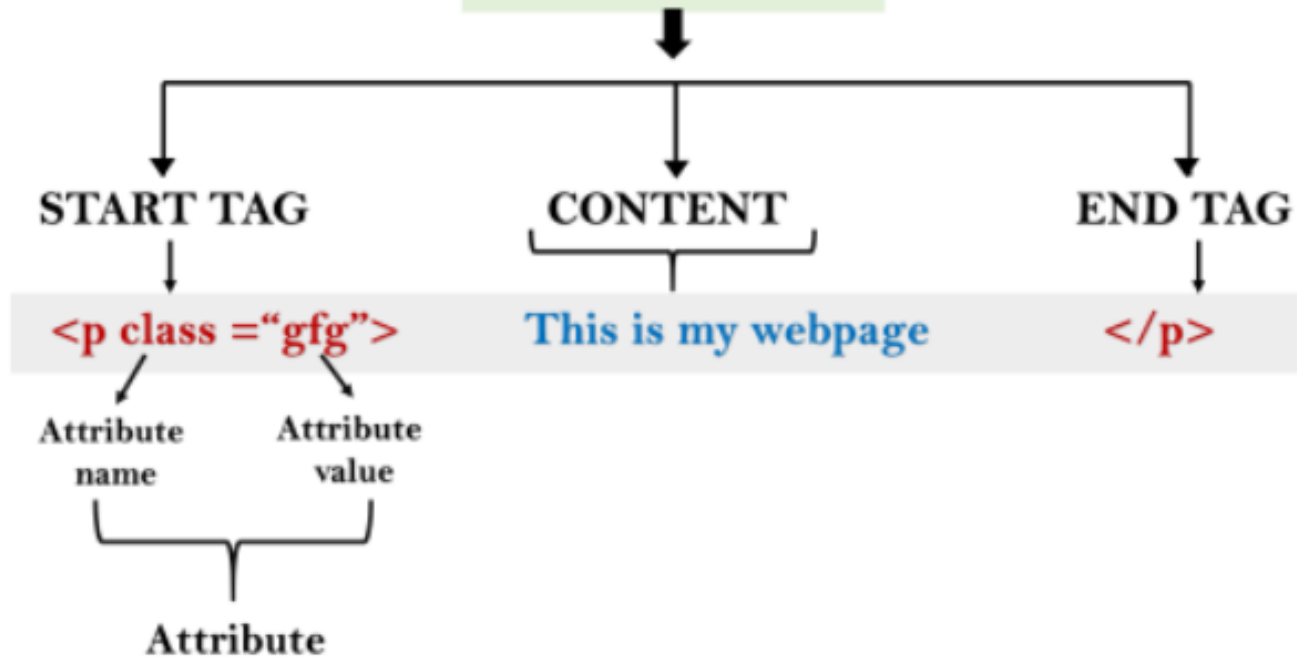 START TAG CONTENT END TAG
<p class =“gfg”> This is my webpage </p>
Attribute name
Attribute value
Attribute